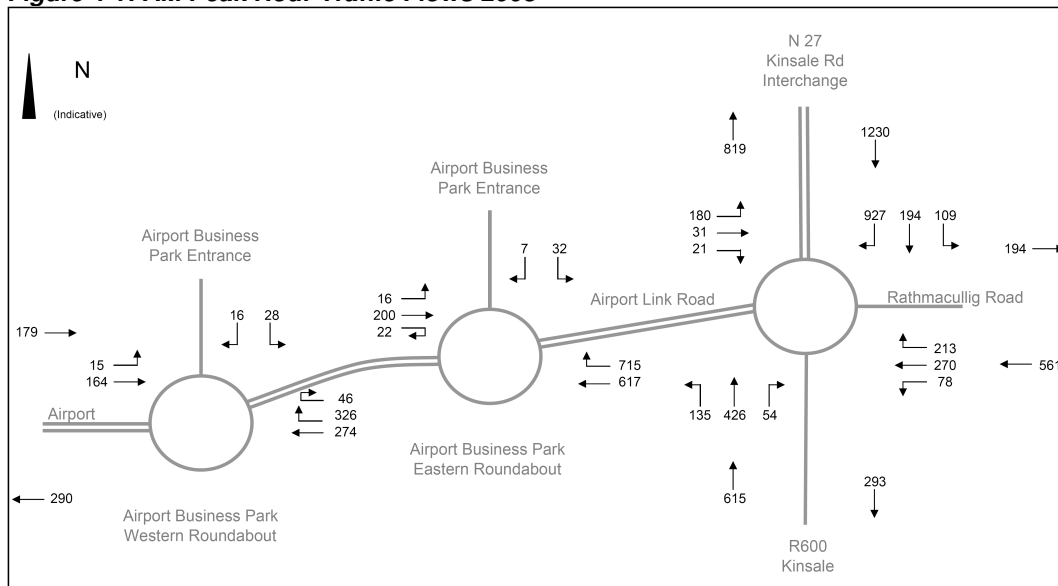 Figure 4-1: AM Peak Hour Traffic Flows 2008
N
(Indicative)
N 27
Kinsale Rd
Interchange
819
1230
Airport Business
Park Entrance
180
31
21
927 194 109
194
Airport Business
Park Entrance
7 32
16
200
22
Airport Link Road
Rathmacullig Road
16 28
179
15
164
715
617
213
270
78
561
46
326
274
135 426 54
Airport
Airport Business Park
Eastern Roundabout
290
615
293
Airport Business Park
Western Roundabout
R600
Kinsale